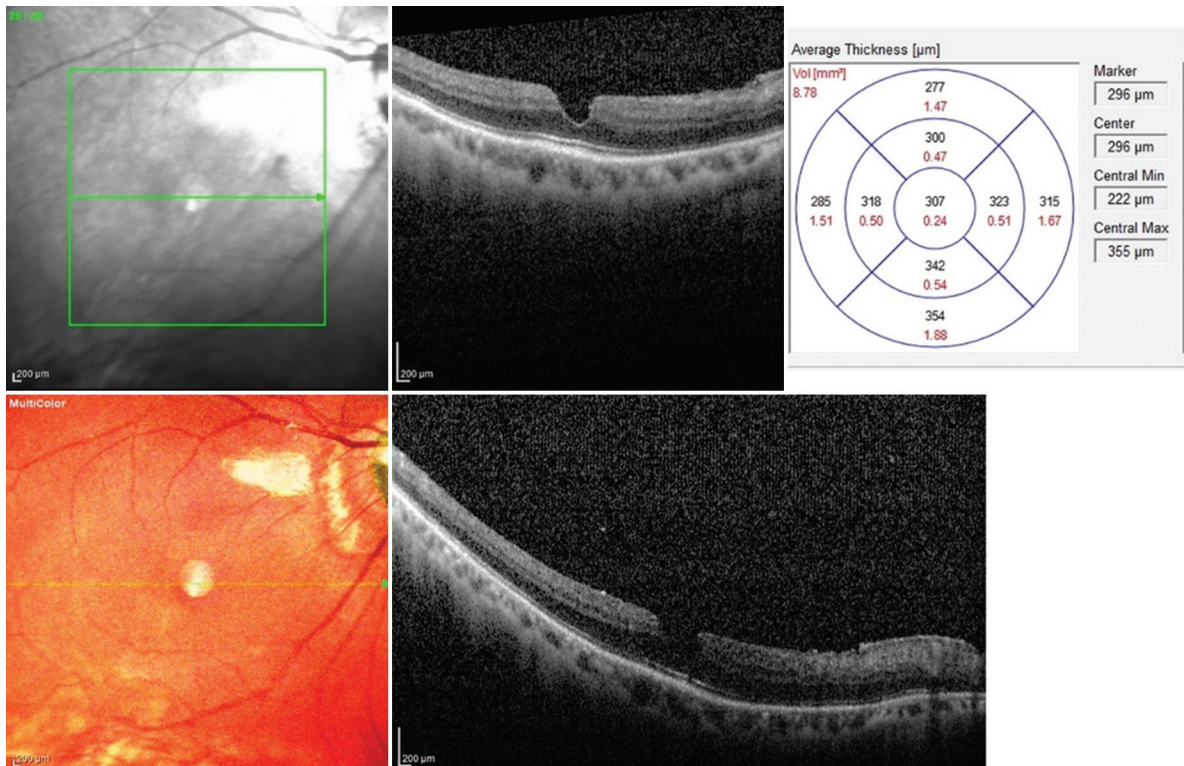 200 µm
200 µm
Average Thickness [µm]
Vol [mm³]
8.78
277
1.47
300
0.47
285
1.51
318
0.50
307
0.24
323
0.51
315
1.67
342
0.54
354
1.88
Marker
296 µm
Center
296 µm
Central Min
222 µm
Central Max
355 µm
MultiColor
200 µm
200 µm